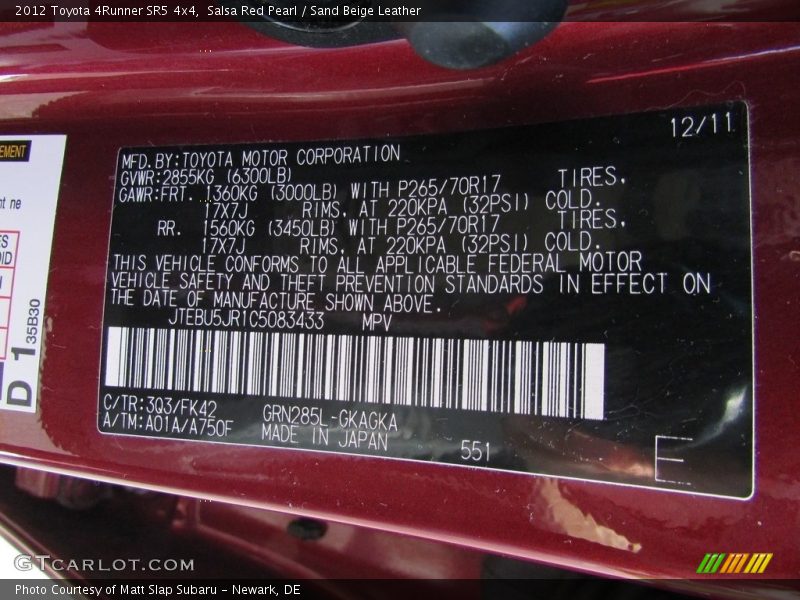 2012 Toyota 4Runner SR5 4x4, Salsa Red Pearl / Sand Beige Leather
12/11
MFD. BY:TOYOTA MOTOR CORPORATION
GVWR:2855KG (6300LB)
GAWR:FRT. 1360KG (3000LB) WITH P265/70R17 TIRES,
17X7J RIMS, AT 220KPA (32PSI) COLD.
RR. 1560KG (3450LB) WITH P265/70R17 TIRES,
17X7J RIMS, AT 220KPA (32PSI) COLD.
THIS VEHICLE CONFORMS TO ALL APPLICABLE FEDERAL MOTOR
VEHICLE SAFETY AND THEFT PREVENTION STANDARDS IN EFFECT ON
THE DATE OF MANUFACTURE SHOWN ABOVE.
JTEBU5JR1C5083433 MPV
C/TR:3Q3/FK42 GRN285L-GKAGKA
A/TM:A01A/A750F MADE IN JAPAN
551
E
D 1 35B30
GTCARLOT.COM
Photo Courtesy of Matt Slap Subaru – Newark, DE